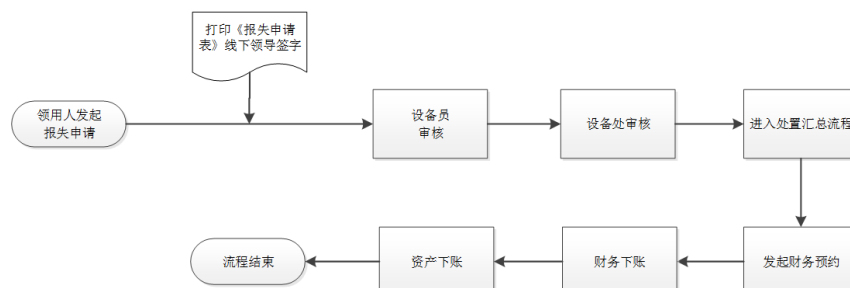 打印《报失申请
表》线下领导签字
领用人发起
报失申请
设备员
审核
设备处审核
进入处置汇总流程
流程结束
资产下账
财务下账
发起财务预约